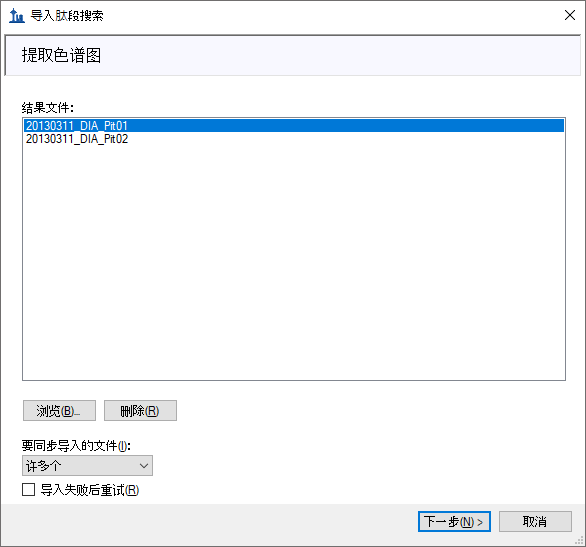 导入肽段搜索
提取色谱图
结果文件:
20130311_DIA_Pit01
20130311_DIA_Pit02
浏览(B)... 删除(R)
要同步导入的文件(I):
许多个
导入失败后重试(R)
下一步(N) > 取消